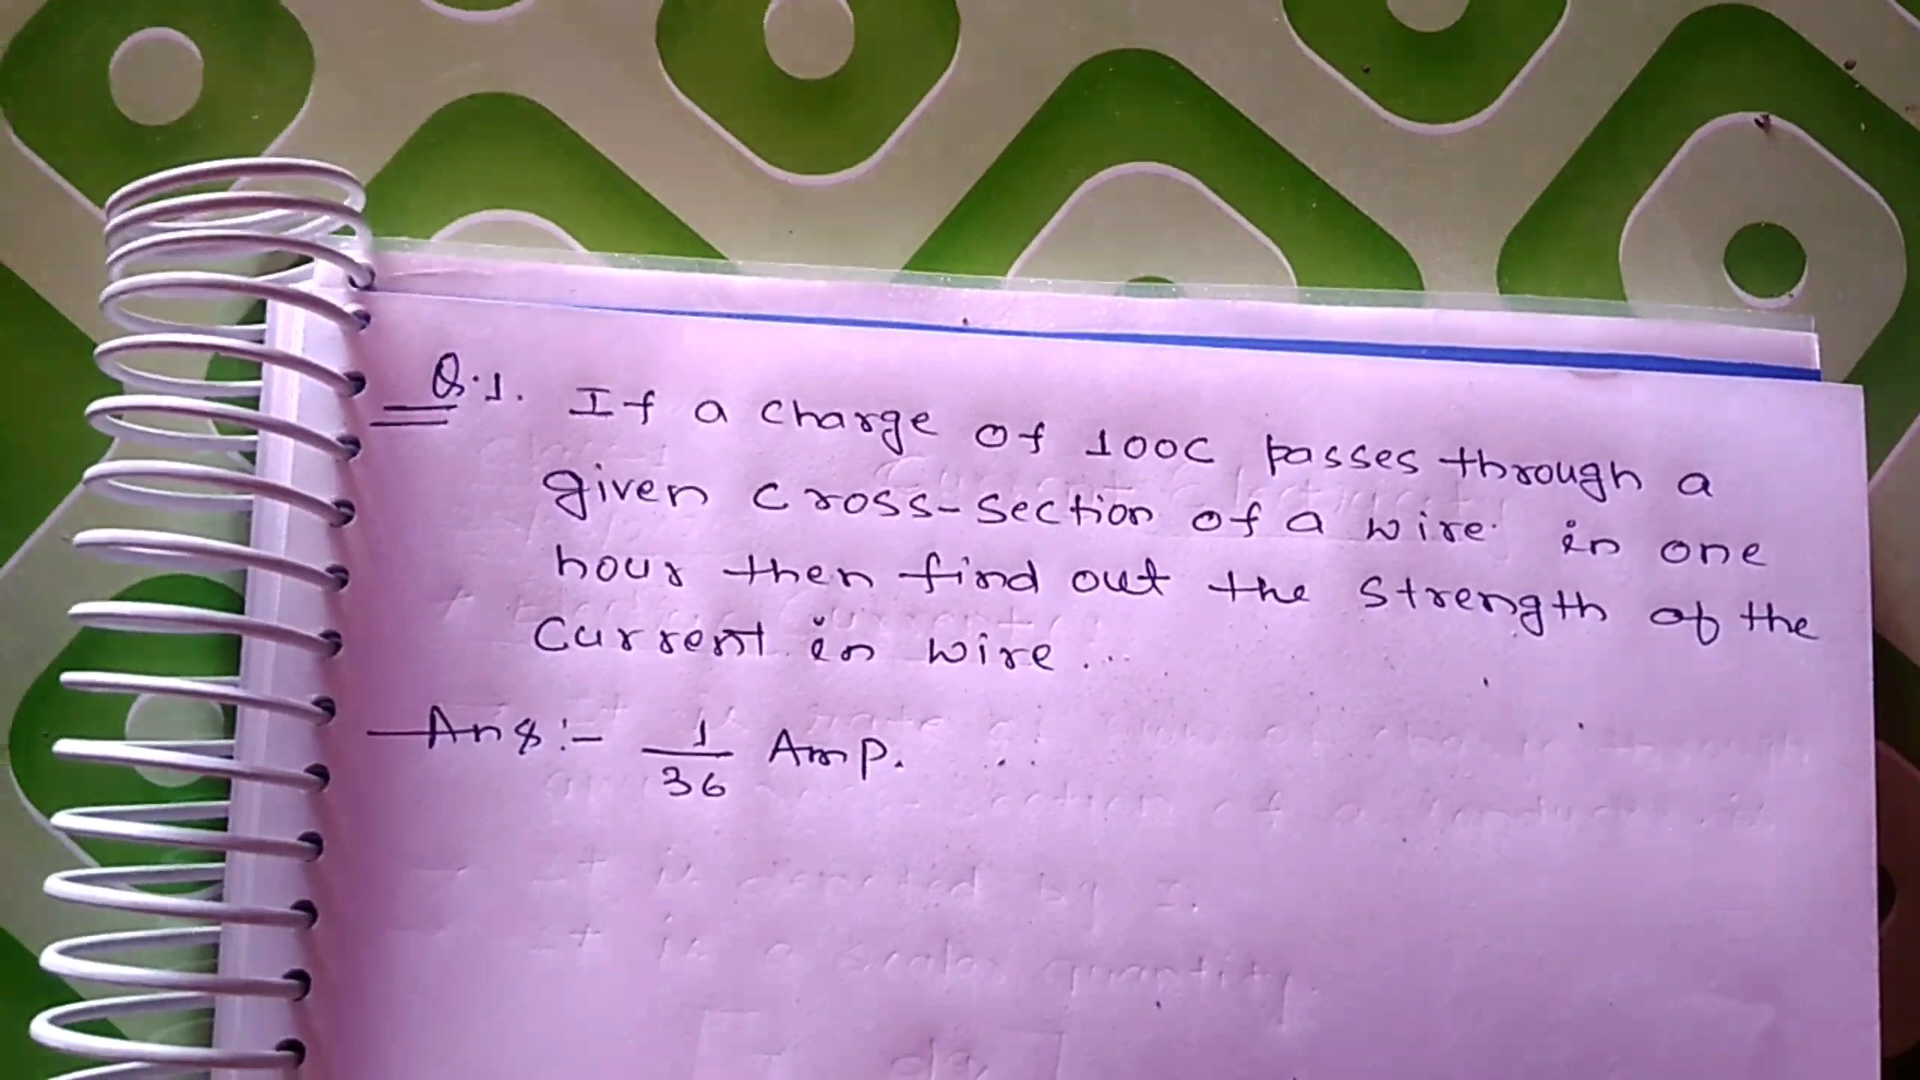 Q.1. If a charge of 100C passes through a
given cross-section of a wire in one
hour then find out the strength of the
current in wire...
Ans:- 1/36 Amp.